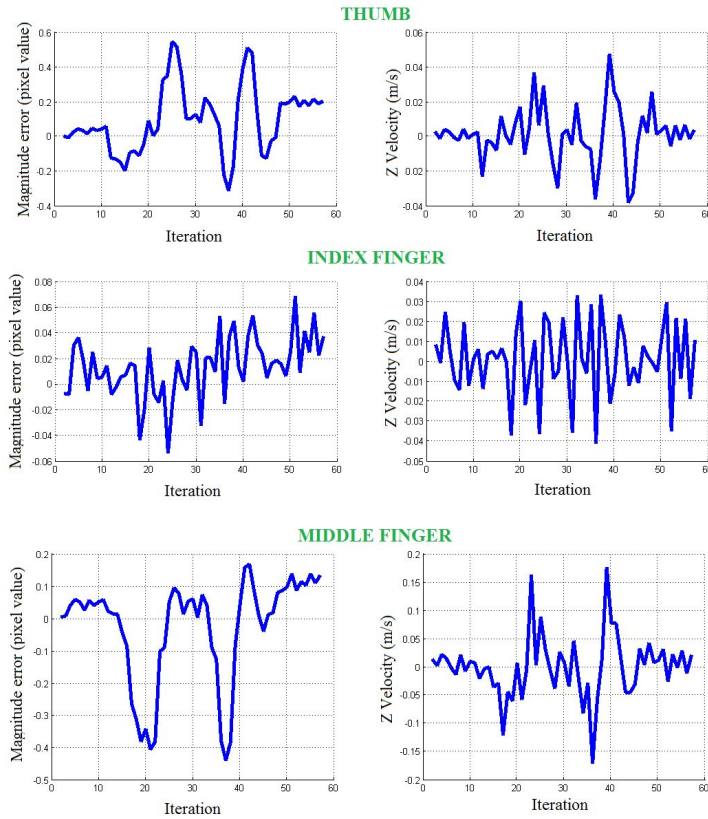 THUMB
Magnitude error (pixel value)
0.6
0.4
0.2
0
-0.2
-0.4
0 10 20 30 40 50 60
Iteration
Z Velocity (m/s)
0.06
0.04
0.02
0
-0.02
-0.04
0 10 20 30 40 50 60
Iteration
INDEX FINGER
Magnitude error (pixel value)
0.08
0.06
0.04
0.02
0
-0.02
-0.04
-0.06
0 10 20 30 40 50 60
Iteration
Z Velocity (m/s)
0.04
0.03
0.02
0.01
0
-0.01
-0.02
-0.03
-0.04
-0.05
0 10 20 30 40 50 60
Iteration
MIDDLE FINGER
Magnitude error (pixel value)
0.2
0.1
0
-0.1
-0.2
-0.3
-0.4
-0.5
0 10 20 30 40 50 60
Iteration
Z Velocity (m/s)
0.2
0.15
0.1
0.05
0
-0.05
-0.1
-0.15
-0.2
0 10 20 30 40 50 60
Iteration